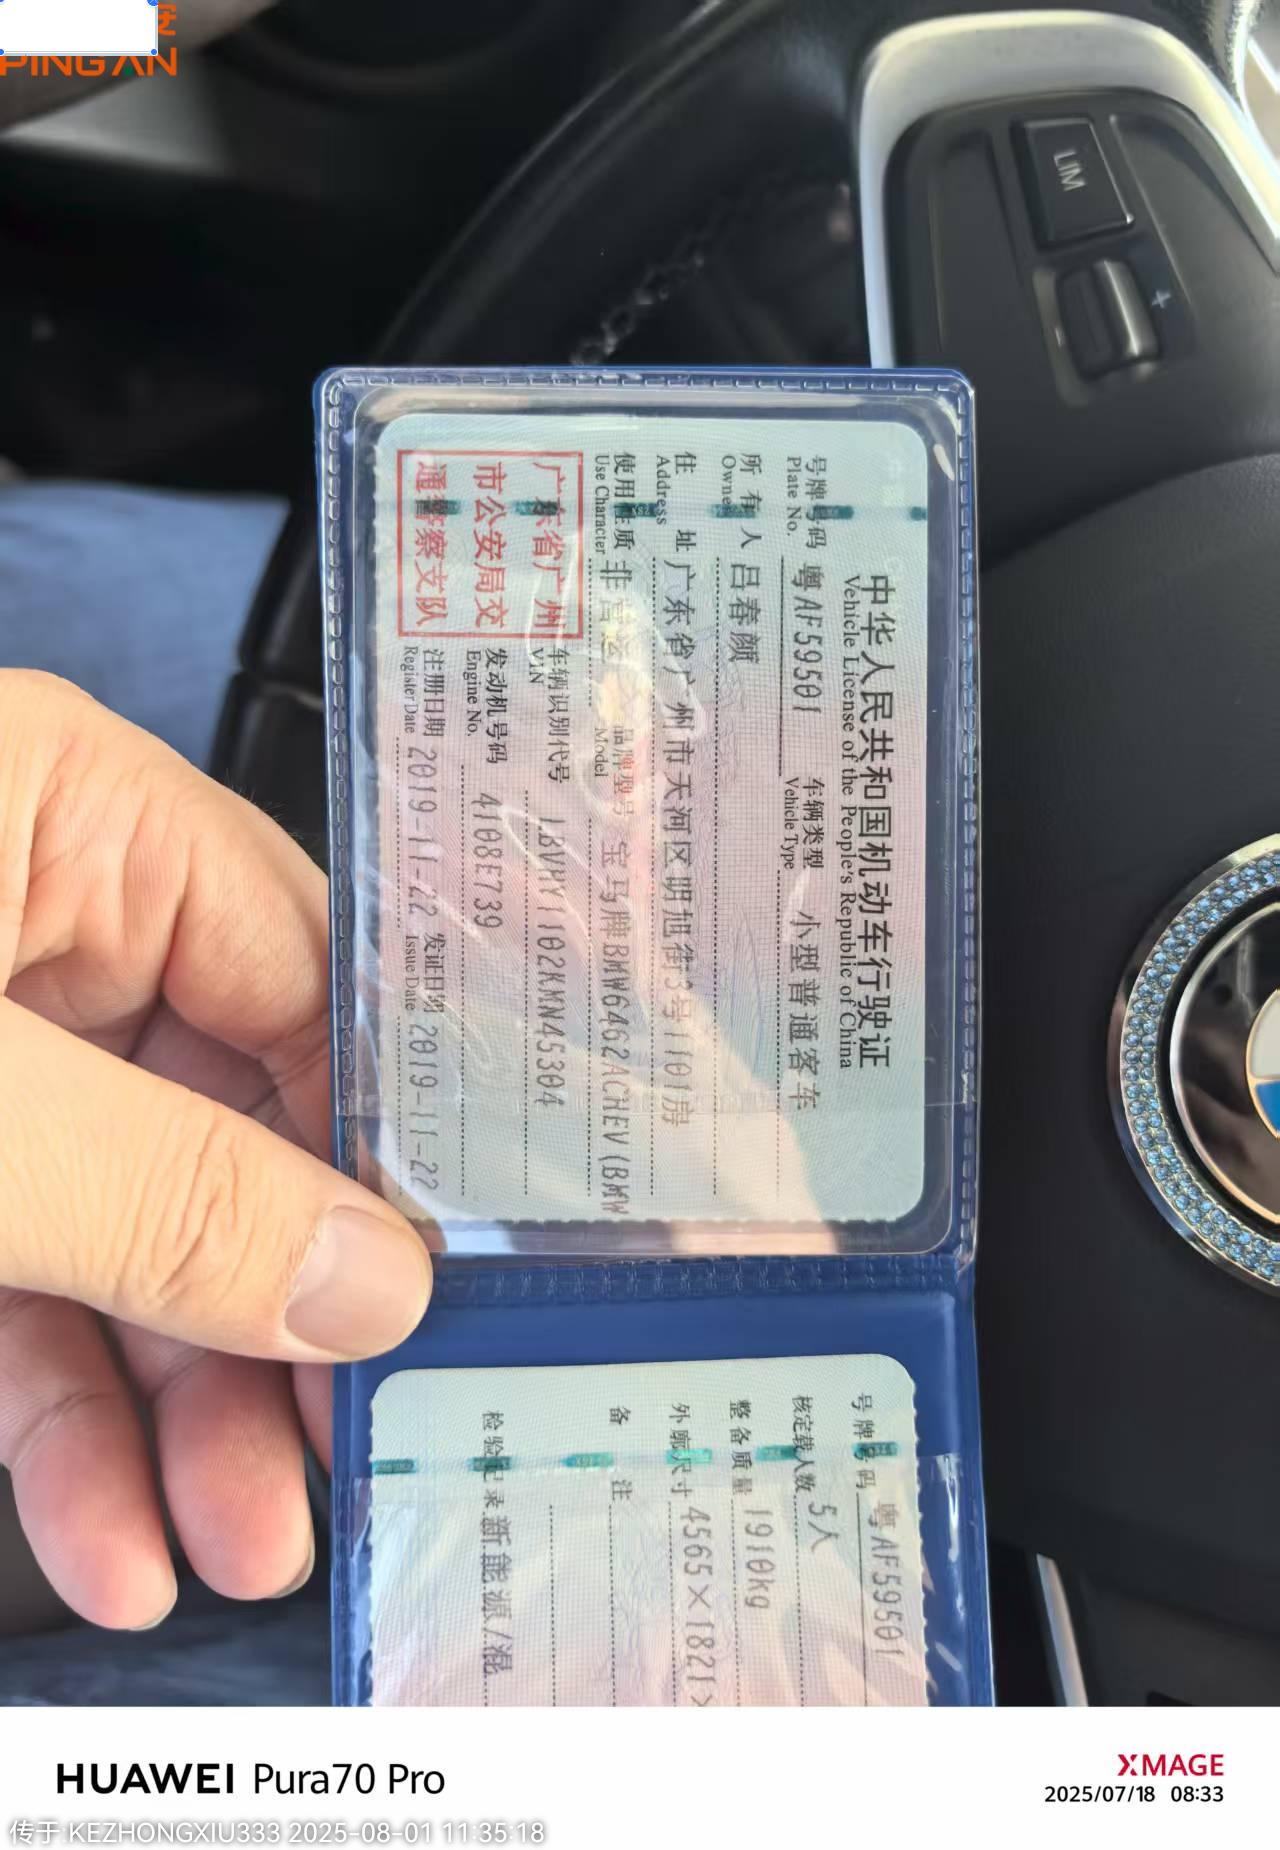 安
PINGAN
LIM
+
中华人民共和国机动车行驶证
Vehicle License of the People's Republic of China
号牌号码 粤AF59501 车辆类型 小型普通客车
Plate No. Vehicle Type
所有人 吕春颜
Owner
住址 广东省广州市天河区明旭街3号1101房
Address
使用性质 非营运 品牌型号 宝马牌BMW6462ACHEV(BMW
Use Character Model
广东省广州
市公安局交
通警察支队
车辆识别代号 LBVHY1102KMN45304
VIN
发动机号码 4108E739
Engine No.
注册日期 2019-11-22 发证日期 2019-11-22
Register Date Issue Date
号牌号码 粤AF59501
核定载人数 5人
整备质量 1910kg
外廓尺寸 4565×1821×
备注
检验记录 新能源/混
HUAWEI Pura70 Pro
XMAGE
2025/07/18 08:33
传于:KEZHONGXIU333 2025-08-01 11:35:18